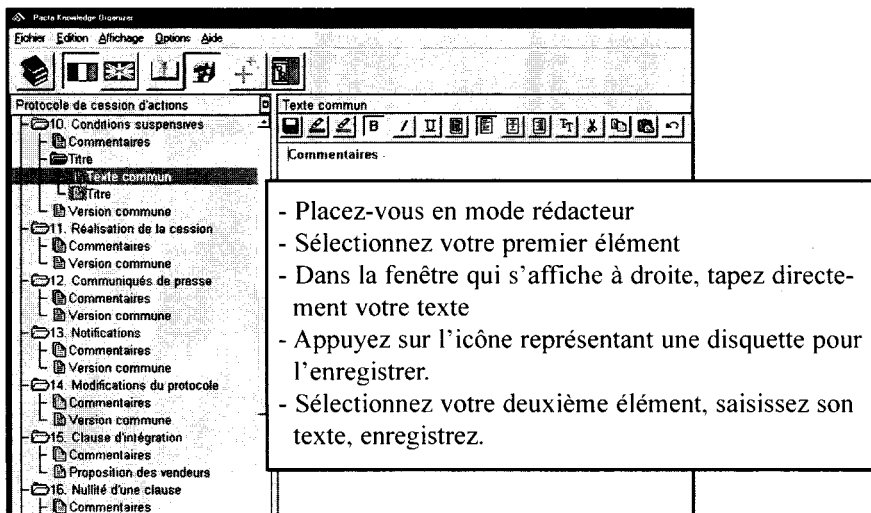 Pacta Knowledge Organizer
Fichier Edition Affichage Options Aide
Protocole de cession d'actions
10. Conditions suspensives
Commentaires
Titre
Texte commun
Titre
Version commune
11. Réalisation de la cession
Commentaires
Version commune
12. Communiqués de presse
Commentaires
Version commune
13. Notifications
Commentaires
Version commune
14. Modifications du protocole
Commentaires
Version commune
15. Clause d'intégration
Commentaires
Proposition des vendeurs
16. Nullité d'une clause
Commentaires
Texte commun
B I U
Commentaires
- Placez-vous en mode rédacteur
- Sélectionnez votre premier élément
- Dans la fenêtre qui s'affiche à droite, tapez directe-
ment votre texte
- Appuyez sur l'icône représentant une disquette pour
l'enregistrer.
- Sélectionnez votre deuxième élément, saisissez son
texte, enregistrez.